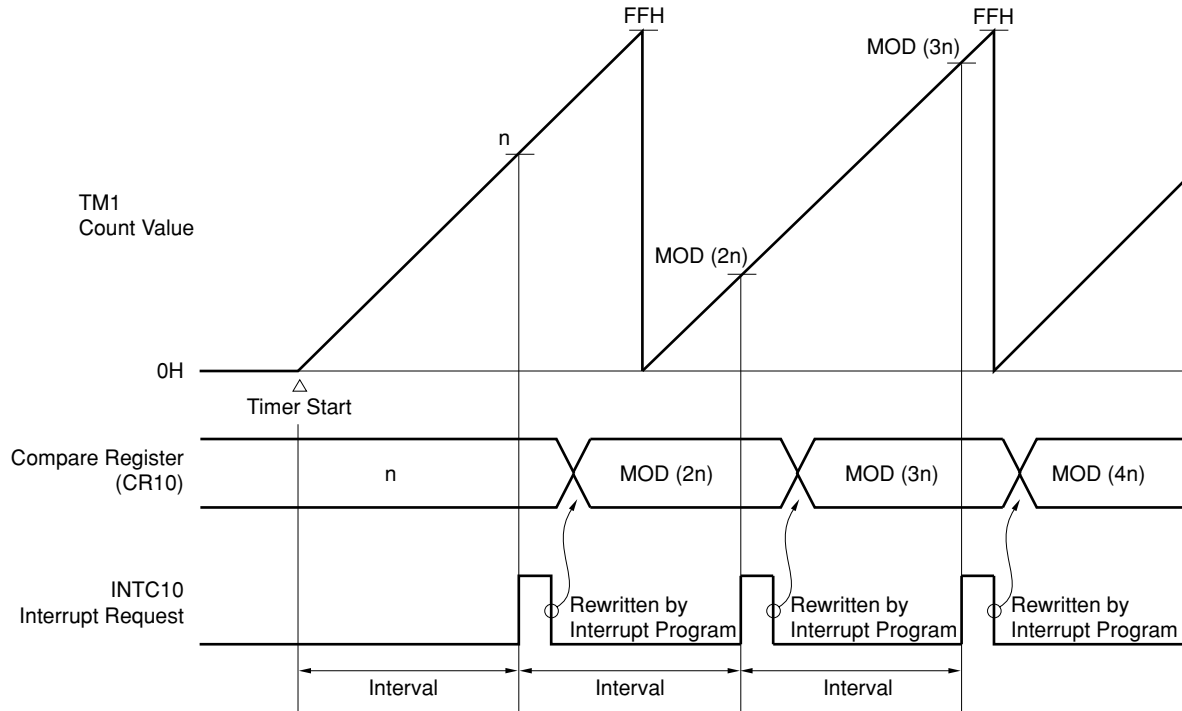 FFH
FFH
MOD (3n)
n
TM1
Count Value
MOD (2n)
0H
Timer Start
Compare Register
(CR10)
n
MOD (2n)
MOD (3n)
MOD (4n)
INTC10
Interrupt Request
Rewritten by
Interrupt Program
Rewritten by
Interrupt Program
Rewritten by
Interrupt Program
Interval
Interval
Interval